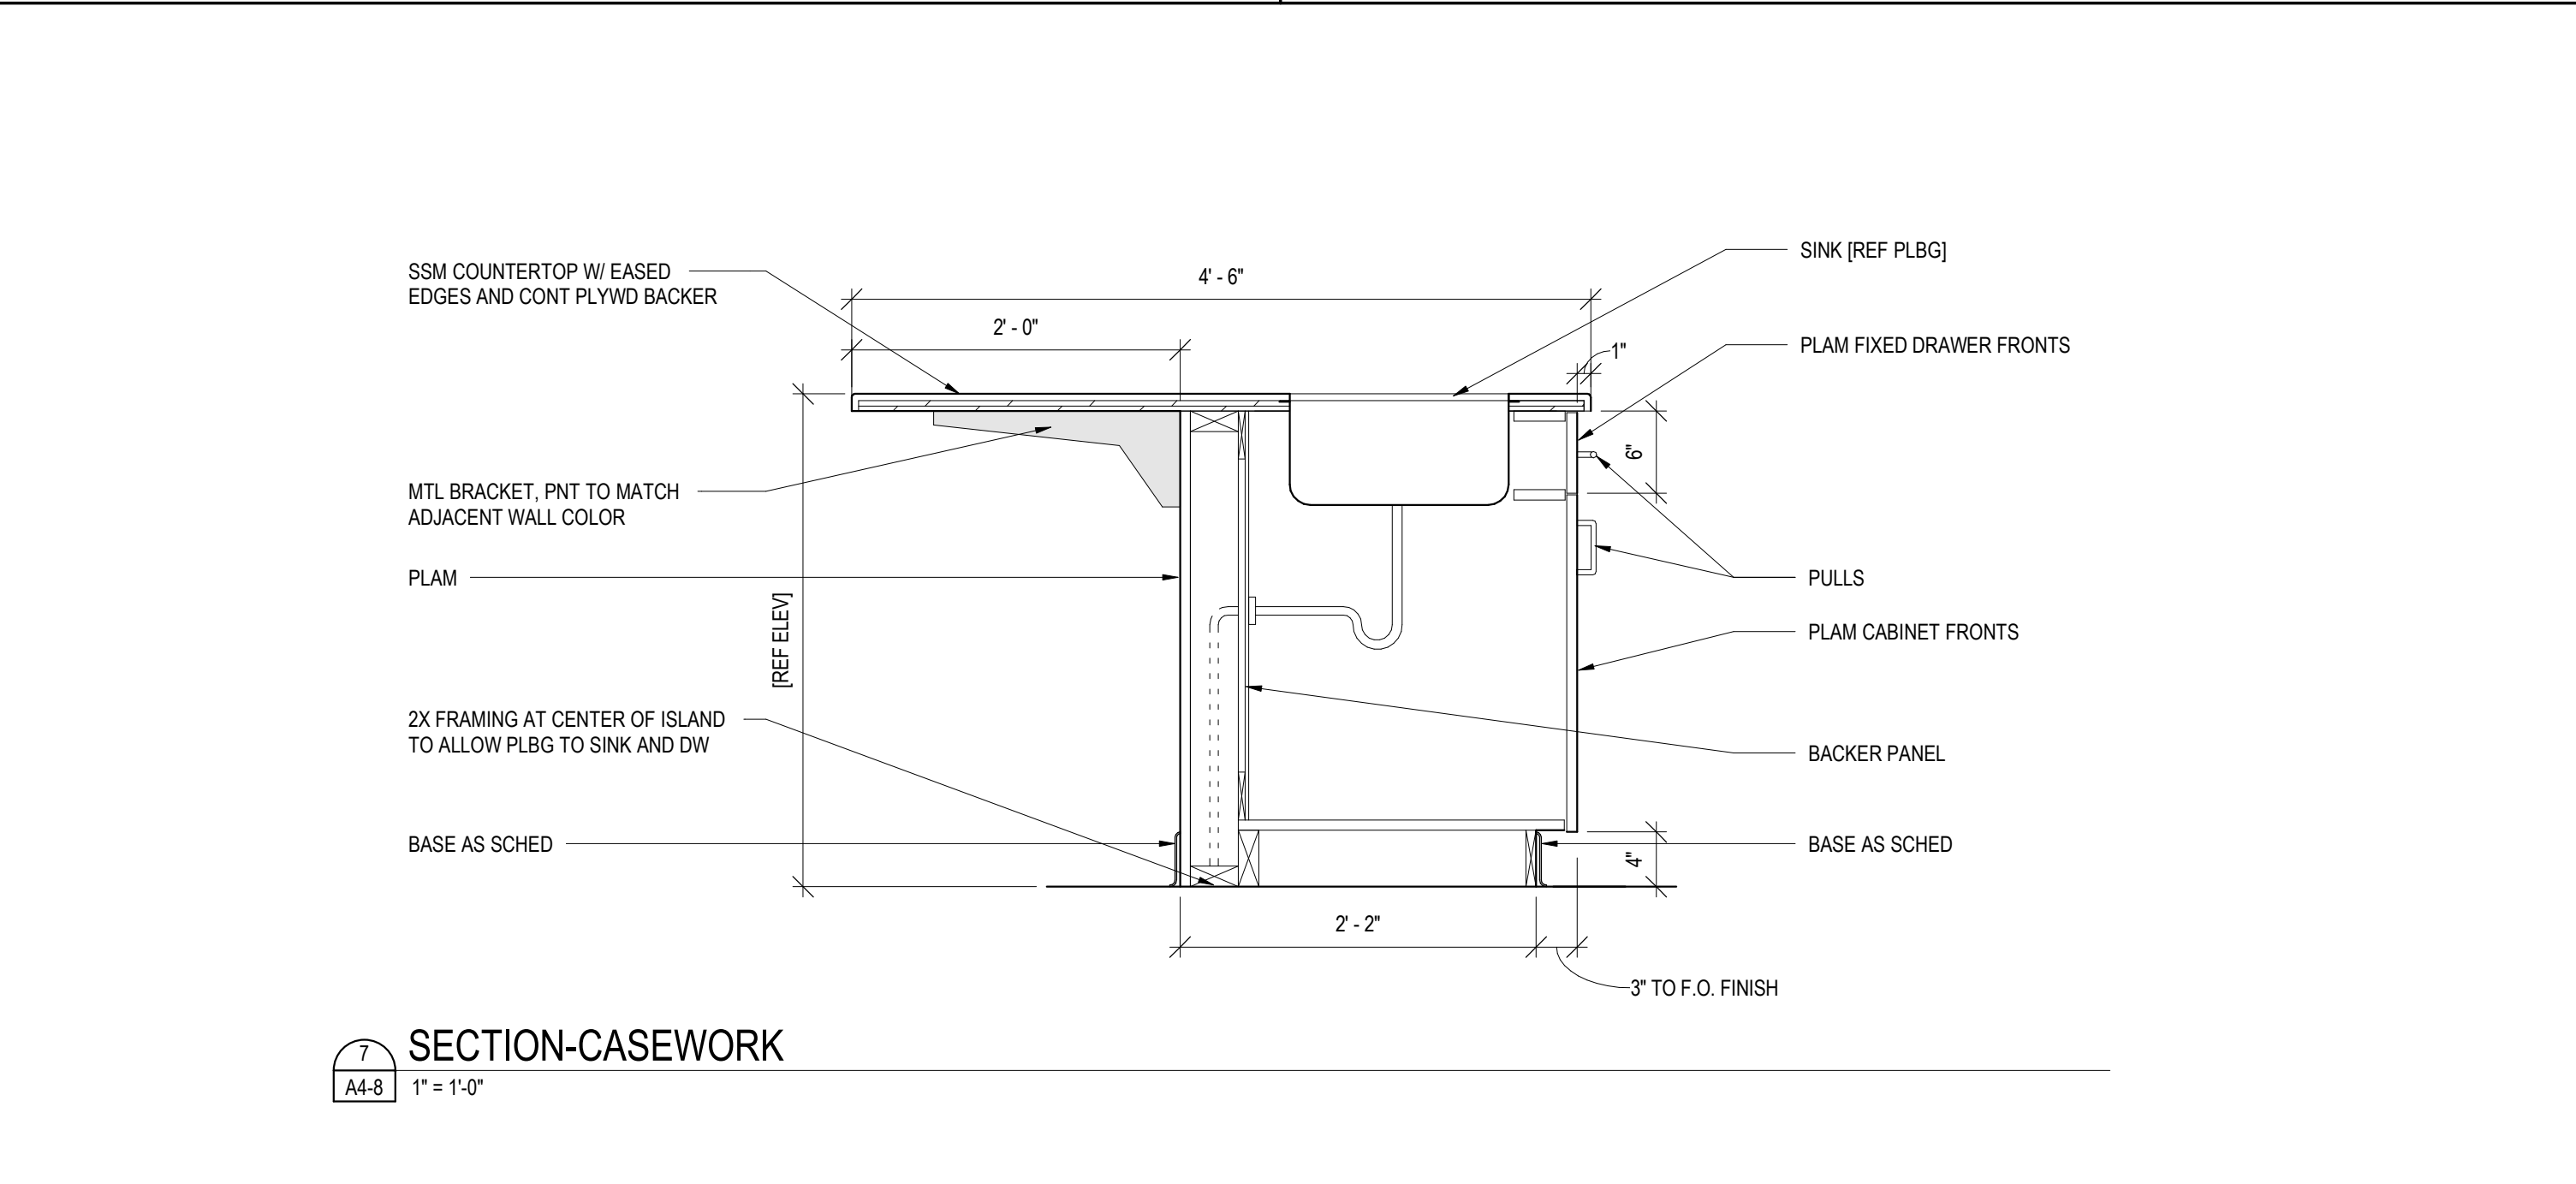 SSM COUNTERTOP W/ EASED
EDGES AND CONT PLYWD BACKER
MTL BRACKET, PNT TO MATCH
ADJACENT WALL COLOR
PLAM
2X FRAMING AT CENTER OF ISLAND
TO ALLOW PLBG TO SINK AND DW
BASE AS SCHED
[REF ELEV]
4' - 6"
2' - 0"
1"
6"
4"
2' - 2"
3" TO F.O. FINISH
SINK [REF PLBG]
PLAM FIXED DRAWER FRONTS
PULLS
PLAM CABINET FRONTS
BACKER PANEL
BASE AS SCHED
7
SECTION-CASEWORK
A4-8
1" = 1'-0"